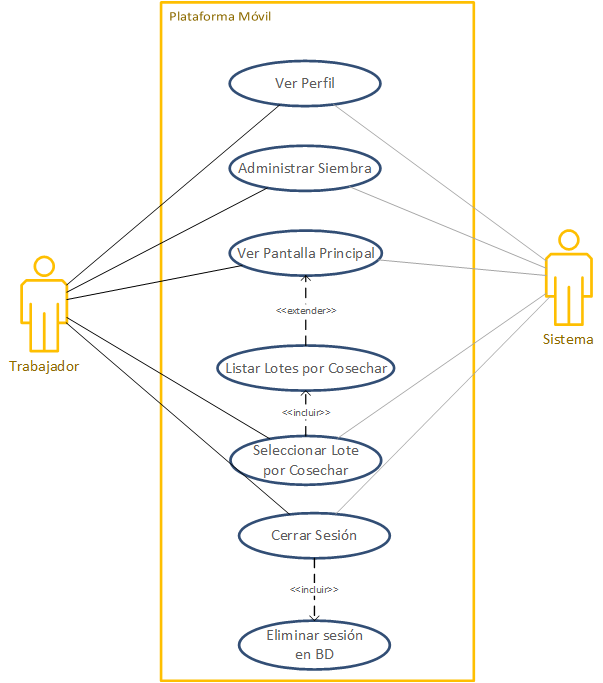 Plataforma Móvil
Ver Perfil
Administrar Siembra
Ver Pantalla Principal
<<extender>>
Sistema
Trabajador
Listar Lotes por Cosechar
<<incluir>>
Seleccionar Lote
por Cosechar
Cerrar Sesión
<<incluir>>
Eliminar sesión
en BD